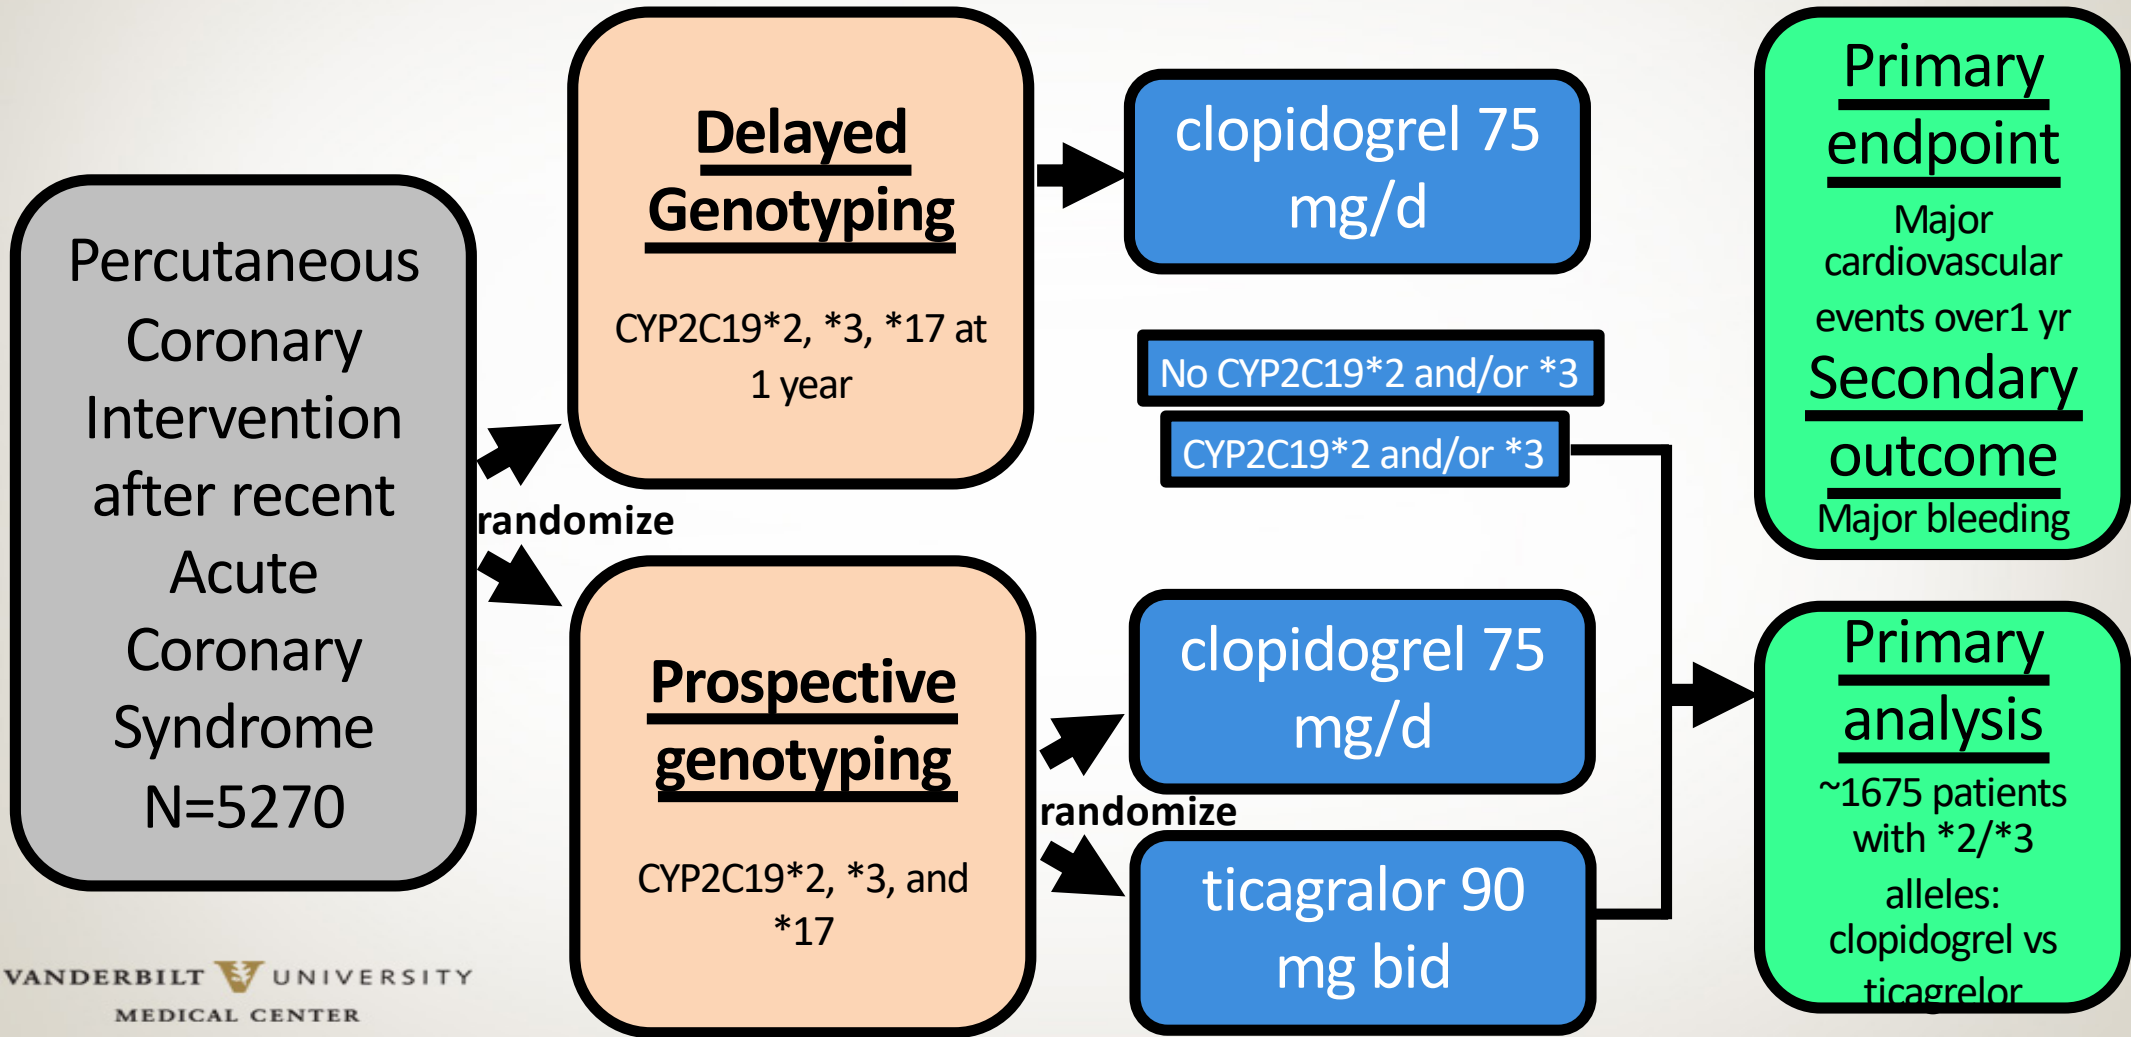 Percutaneous
Coronary
Intervention
after recent
Acute
Coronary
Syndrome
N=5270
randomize
Delayed
Genotyping
CYP2C19*2, *3, *17 at
1 year
Prospective
genotyping
CYP2C19*2, *3, and
*17
clopidogrel 75
mg/d
No CYP2C19*2 and/or *3
CYP2C19*2 and/or *3
randomize
clopidogrel 75
mg/d
ticagralor 90
mg bid
Primary
endpoint
Major
cardiovascular
events over1 yr
Secondary
outcome
Major bleeding
Primary
analysis
~1675 patients
with *2/*3
alleles:
clopidogrel vs
ticagrelor
VANDERBILT UNIVERSITY
MEDICAL CENTER